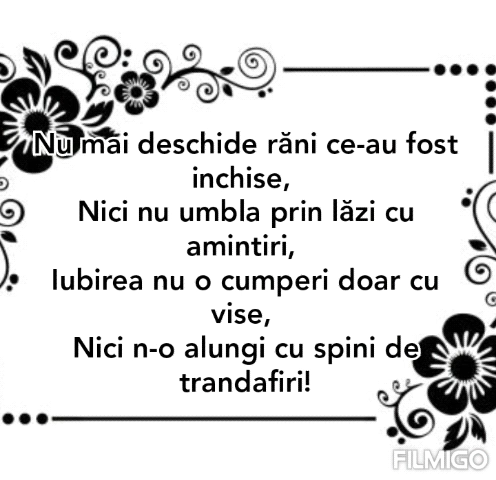 Nu mai deschide răni ce-au fost
inchise,
Nici nu umbla prin lăzi cu
amintiri,
Iubirea nu o cumperi doar cu
vise,
Nici n-o alungi cu spini de
trandafiri!
FILMIGO